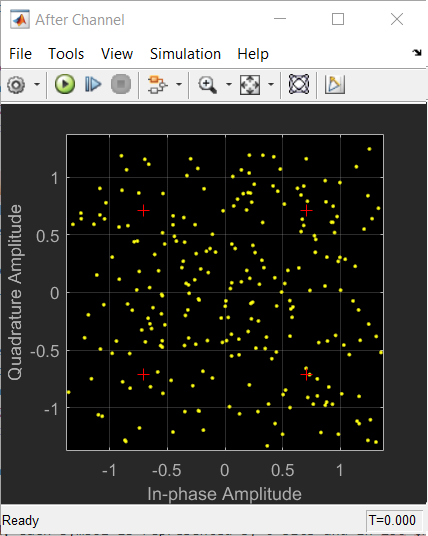 After Channel
File Tools View Simulation Help
Quadrature Amplitude
1
0.5
0
-0.5
-1
-1 -0.5 0 0.5 1
In-phase Amplitude
Ready T=0.000